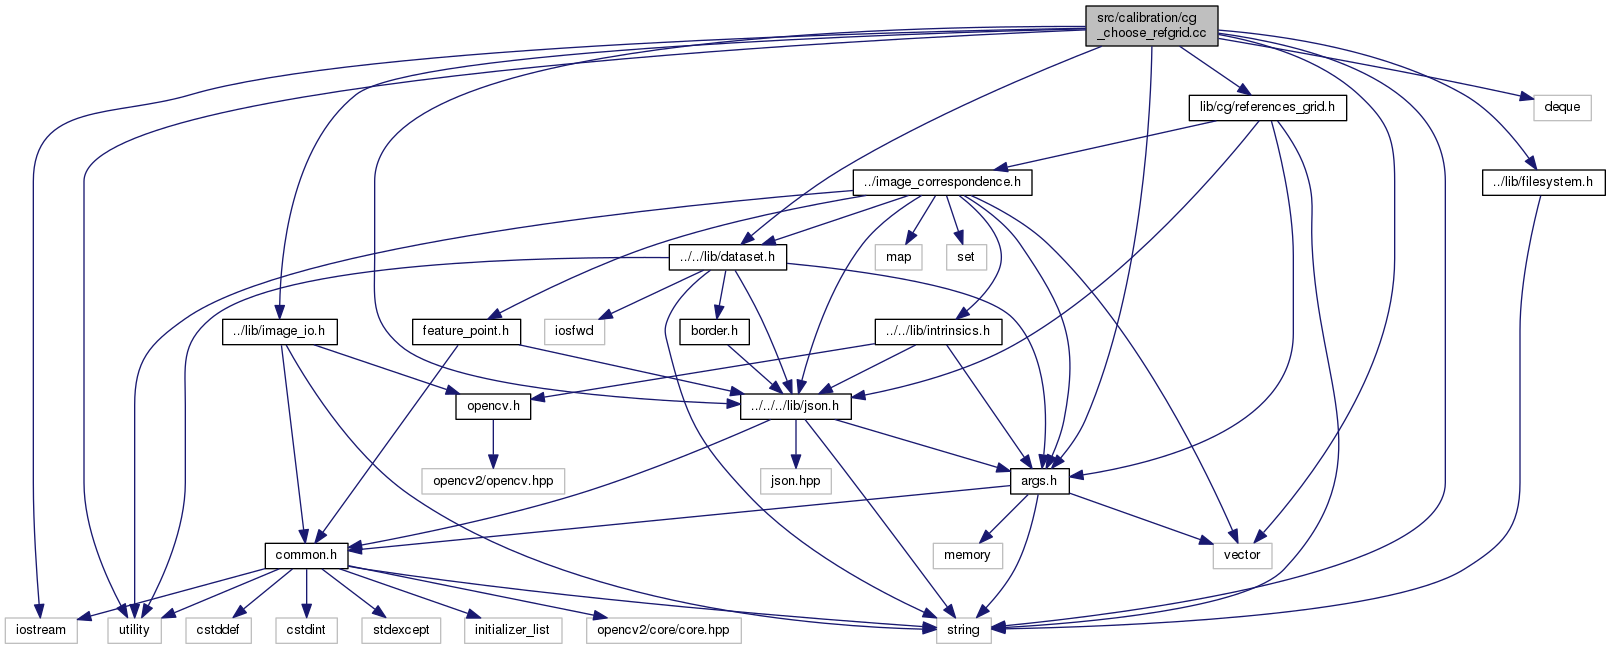 src/calibration/cg
_choose_refgrid.cc
lib/cg/references_grid.h
deque
../image_correspondence.h
../lib/filesystem.h
../../lib/dataset.h
map
set
../lib/image_io.h
feature_point.h
iosfwd
border.h
../../lib/intrinsics.h
opencv.h
../../../lib/json.h
opencv2/opencv.hpp
json.hpp
args.h
common.h
memory
vector
iostream
utility
cstddef
cstdint
stdexcept
initializer_list
opencv2/core/core.hpp
string